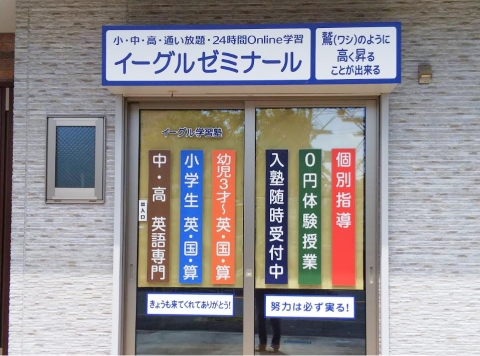 小・中・高・通い放題・24時間Online学習
イーグルゼミナール
鷲(ワシ)のように
高く昇る
ことが出来る
イーグル学習塾
中・高 英語専門
小学生 英・国・算
幼児3才～英・国・算
入塾随時受付中
0円体験授業
個別指導
きょうも来てくれてありがとう!
努力は必ず実る!